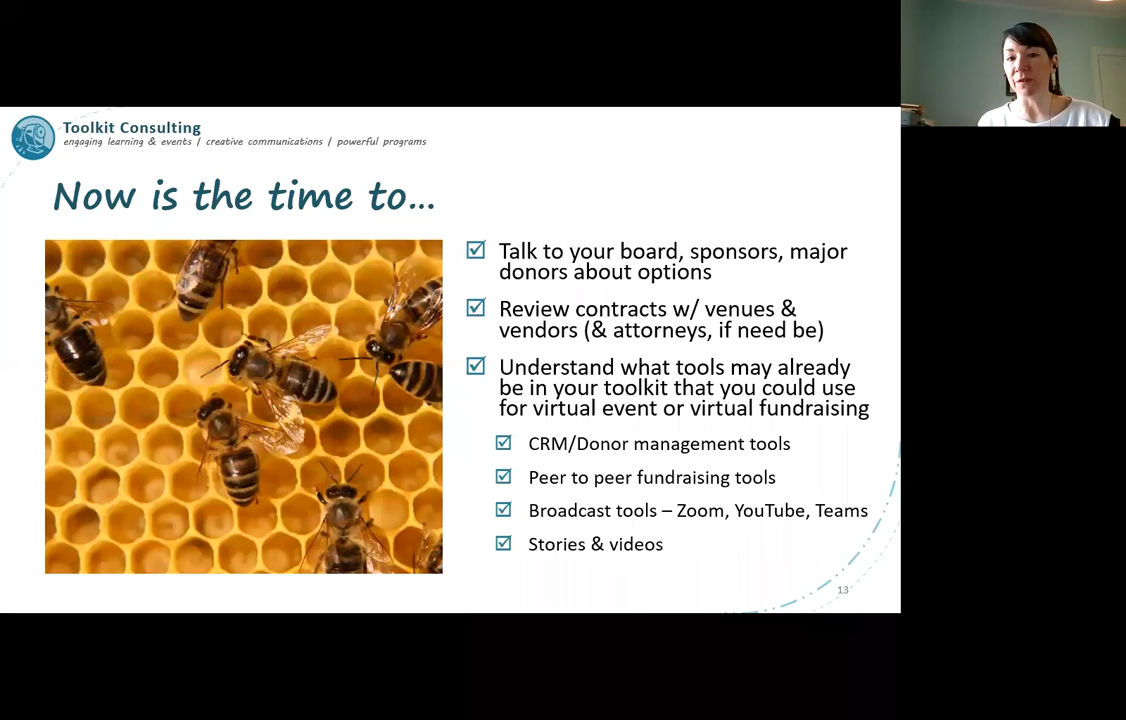 Toolkit Consulting
engaging learning & events / creative communications / powerful programs
Now is the time to...
Talk to your board, sponsors, major
donors about options
Review contracts w/ venues &
vendors (& attorneys, if need be)
Understand what tools may already
be in your toolkit that you could use
for virtual event or virtual fundraising
CRM/Donor management tools
Peer to peer fundraising tools
Broadcast tools – Zoom, YouTube, Teams
Stories & videos
13